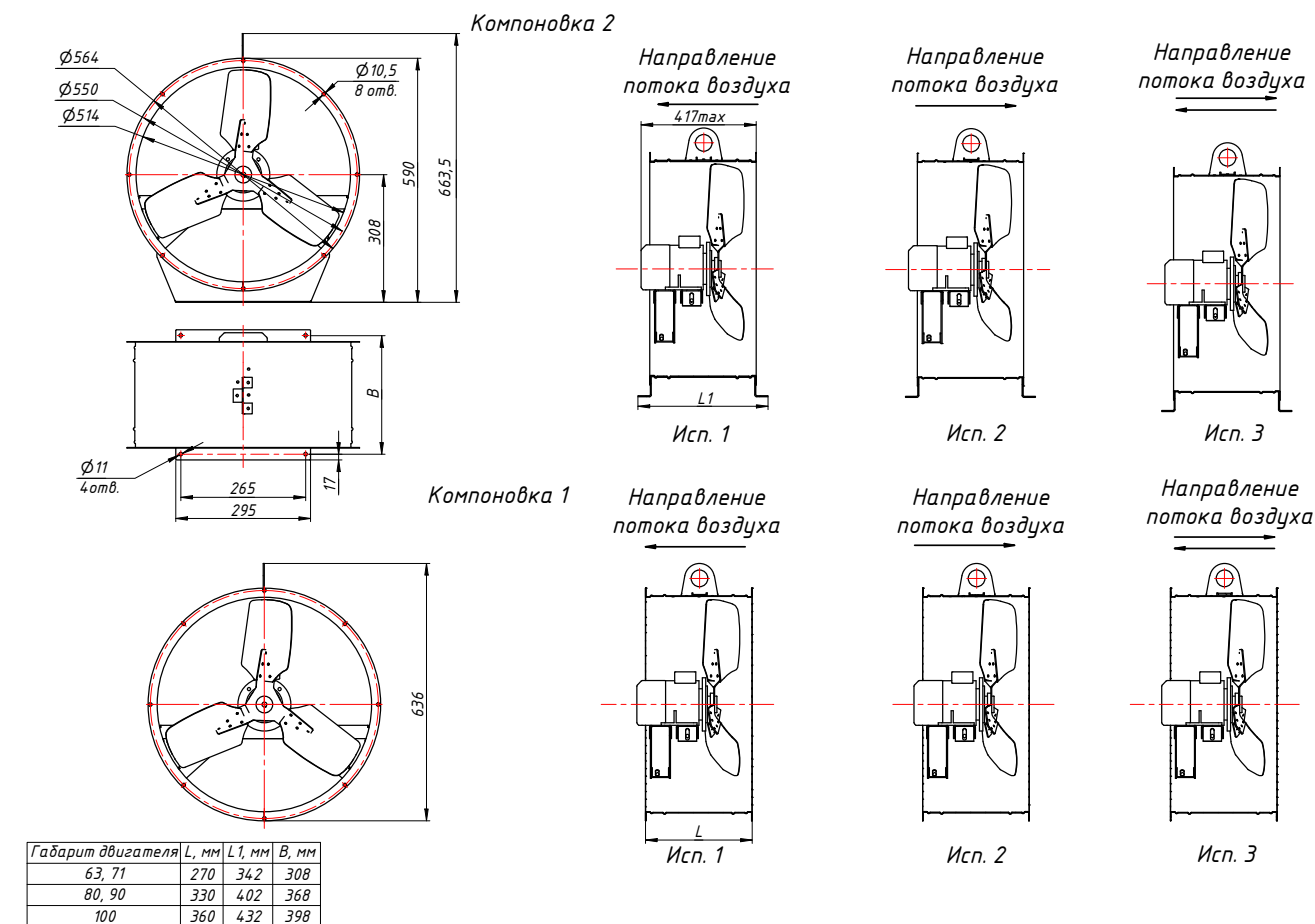 Компоновка 2
Ø564
Ø550
Ø514
Ø10,5
8 отв.
590
663,5
308
Направление
потока воздуха
417max
L1
Исп. 1
Направление
потока воздуха
Исп. 2
Направление
потока воздуха
Исп. 3
B
Ø11
4отв.
265
295
17
Компоновка 1
636
Направление
потока воздуха
L
Исп. 1
Направление
потока воздуха
Исп. 2
Направление
потока воздуха
Исп. 3
Габарит двигателя L, мм L1, мм B, мм
63, 71 270 342 308
80, 90 330 402 368
100 360 432 398